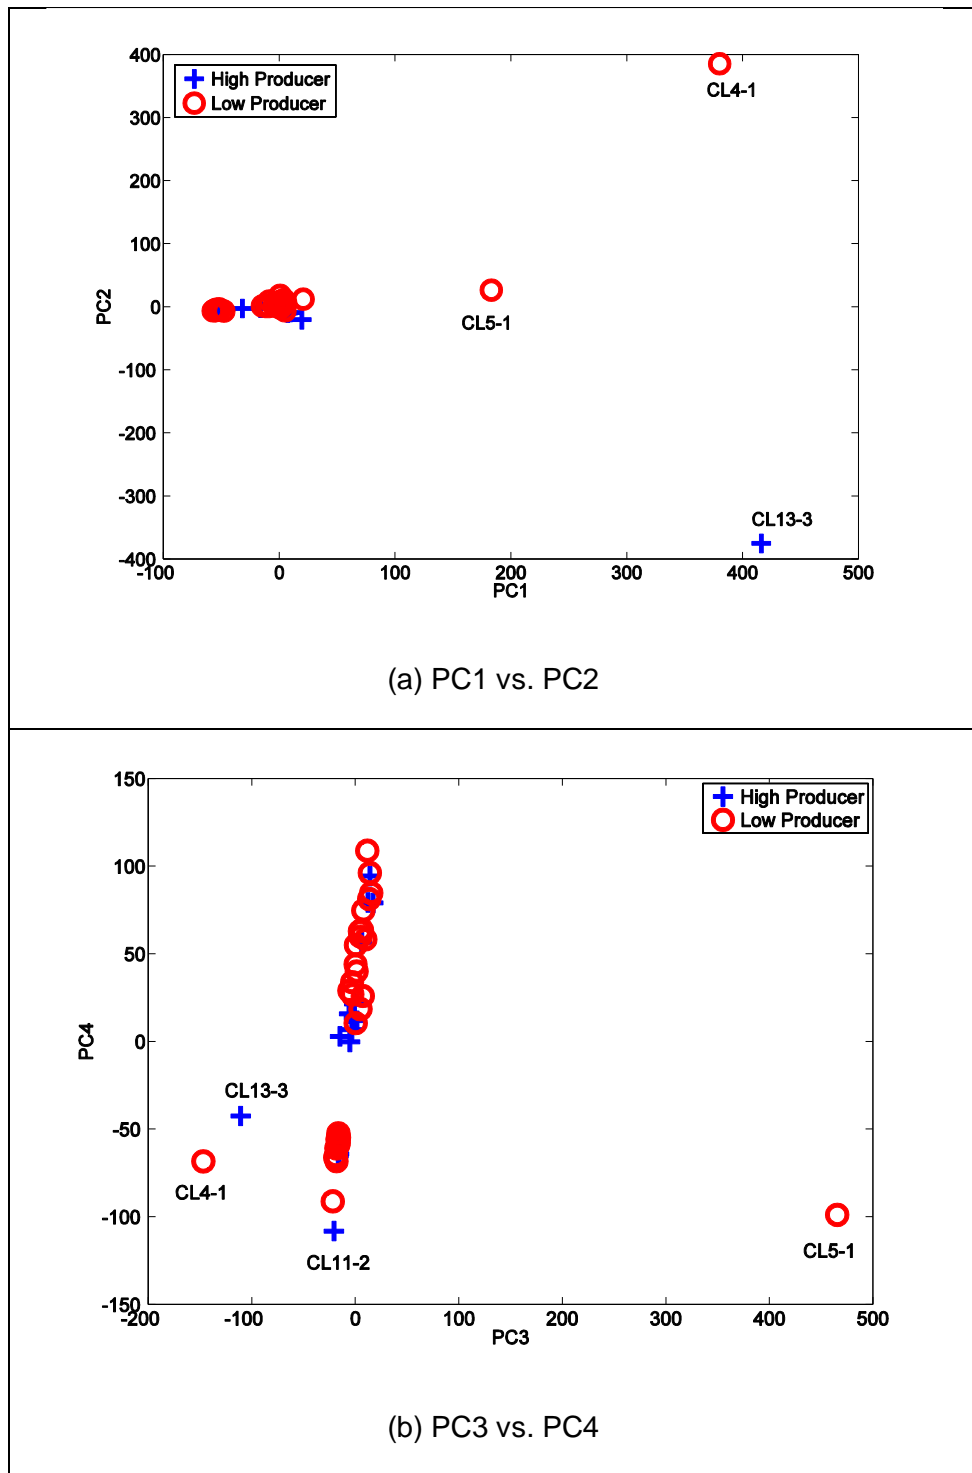 400
300
200
100
0
-100
-200
-300
-400
PC2
High Producer
Low Producer
CL4-1
CL5-1
CL13-3
-100
0
100
200
300
400
500
PC1
(a) PC1 vs. PC2
150
100
50
0
-50
-100
-150
PC4
High Producer
Low Producer
CL13-3
CL4-1
CL11-2
CL5-1
-200
-100
0
100
200
300
400
500
PC3
(b) PC3 vs. PC4